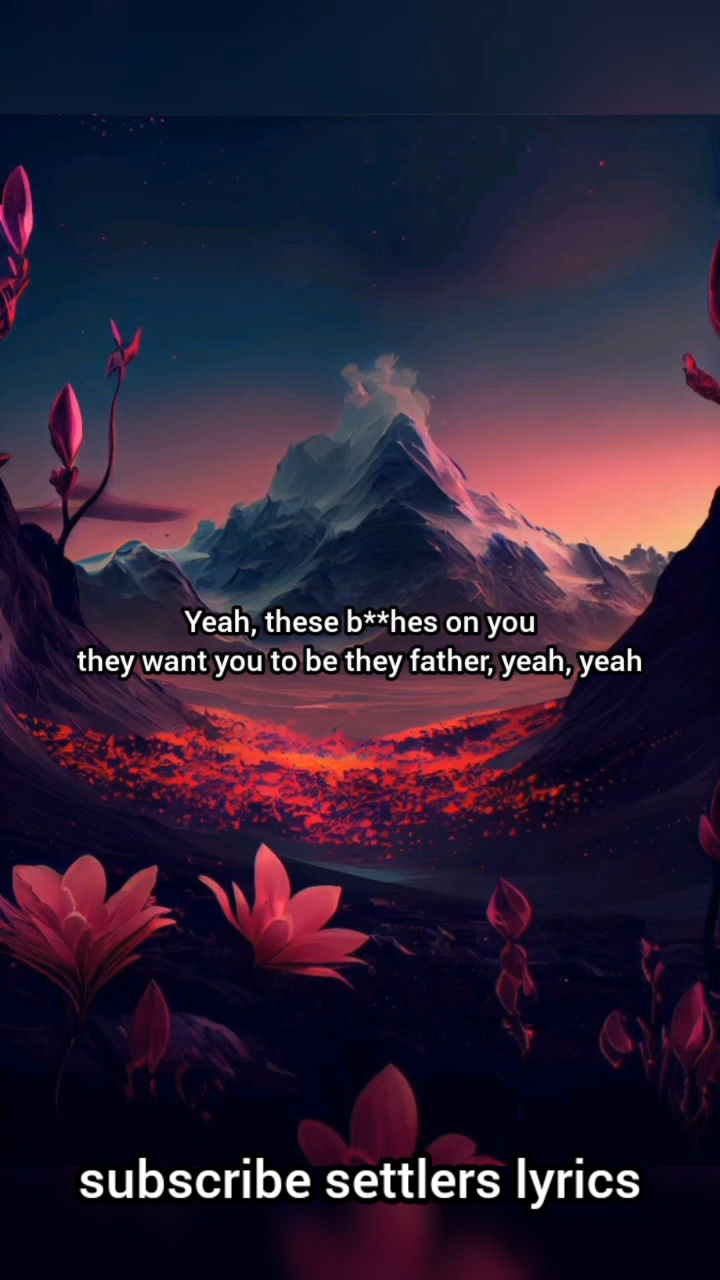 Yeah, these b**hes on you
they want you to be they father, yeah, yeah
subscribe settlers lyrics